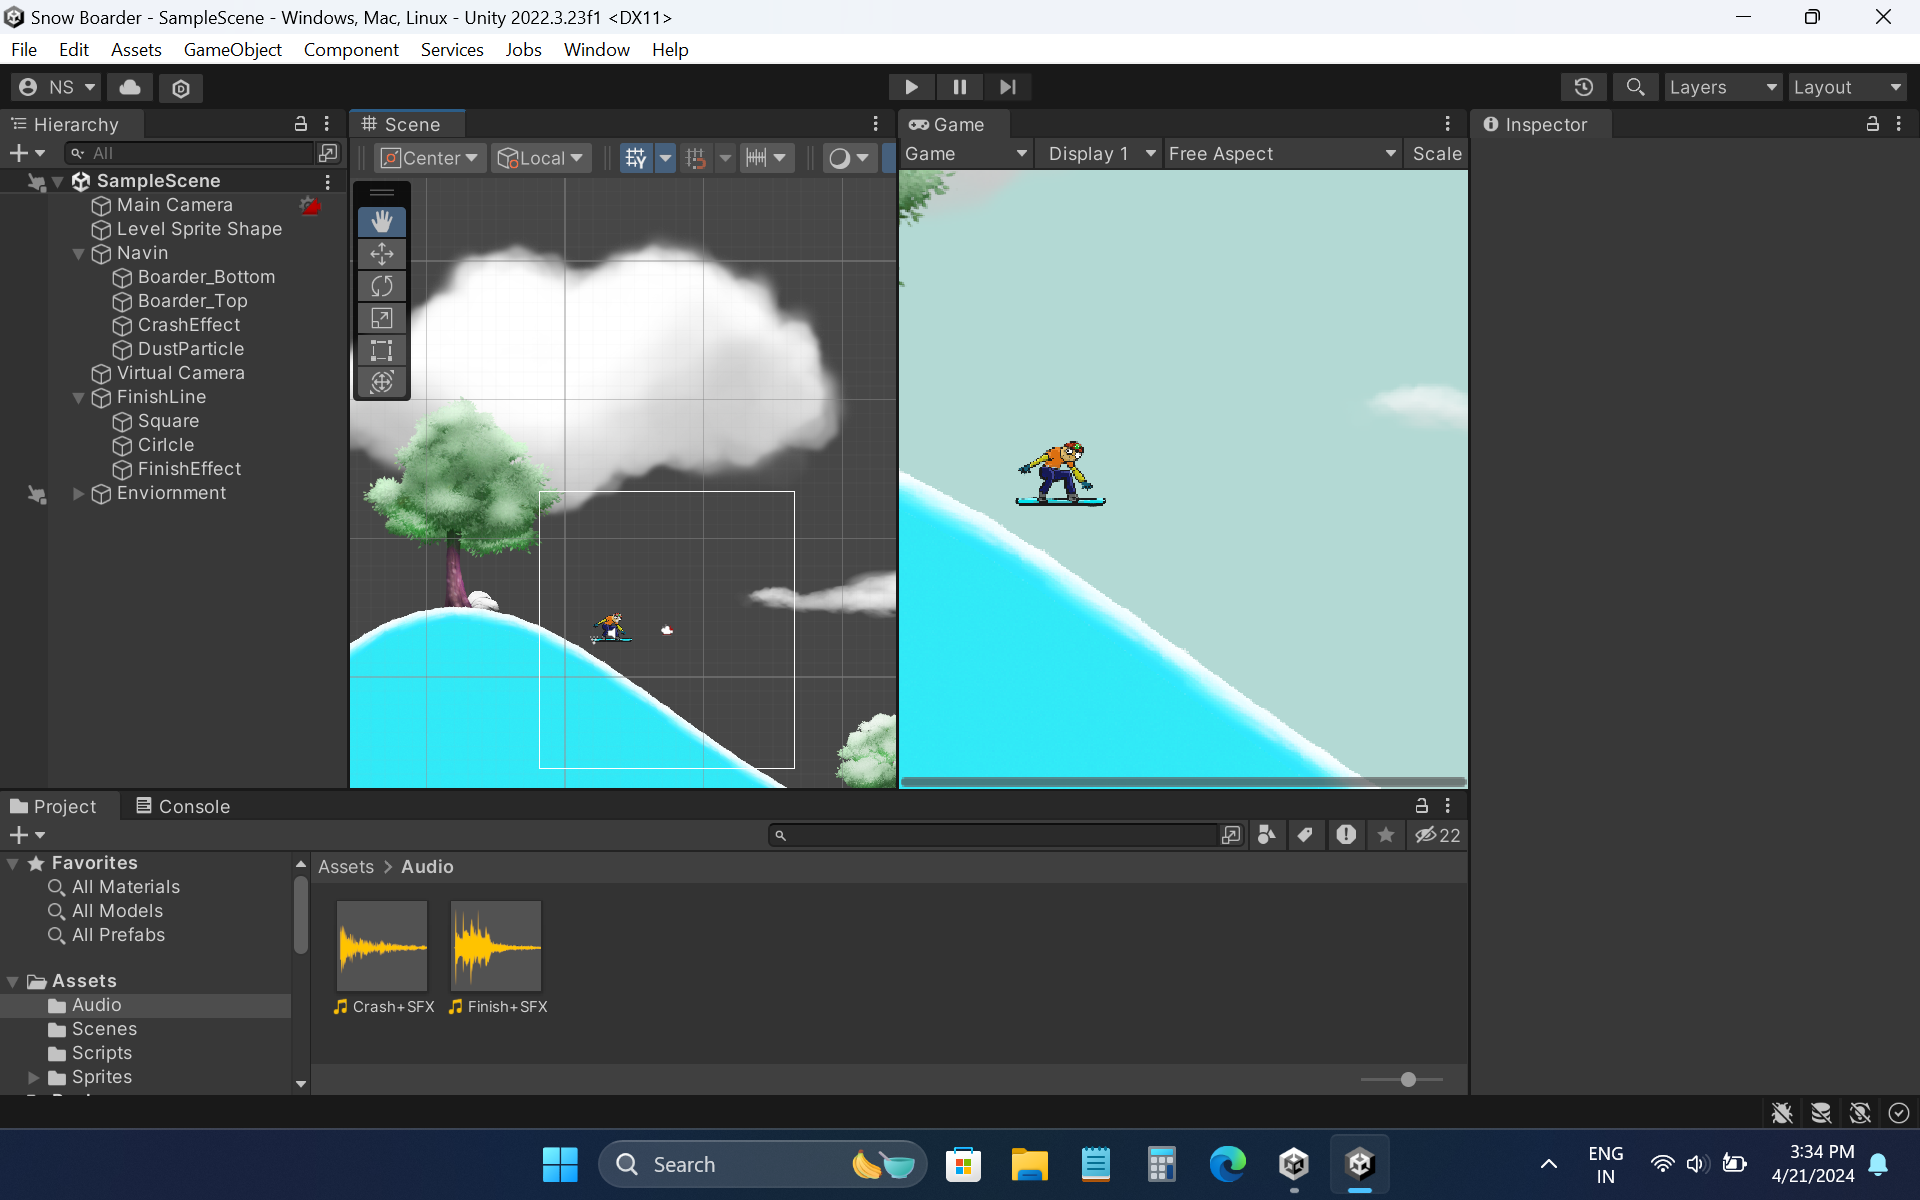 Snow Boarder - SampleScene - Windows, Mac, Linux - Unity 2022.3.23f1 <DX11>
File Edit Assets GameObject Component Services Jobs Window Help
NS Layers Layout
Hierarchy
All
SampleScene
Main Camera
Level Sprite Shape
Navin
Boarder_Bottom
Boarder_Top
CrashEffect
DustParticle
Virtual Camera
FinishLine
Square
Cirlcle
FinishEffect
Enviornment
Scene
Center Local
Game
Game Display 1 Free Aspect Scale
Inspector
Project Console
22
Favorites
All Materials
All Models
All Prefabs
Assets
Audio
Scenes
Scripts
Sprites
Assets > Audio
Crash+SFX Finish+SFX
Search
ENG
IN
3:34 PM
4/21/2024